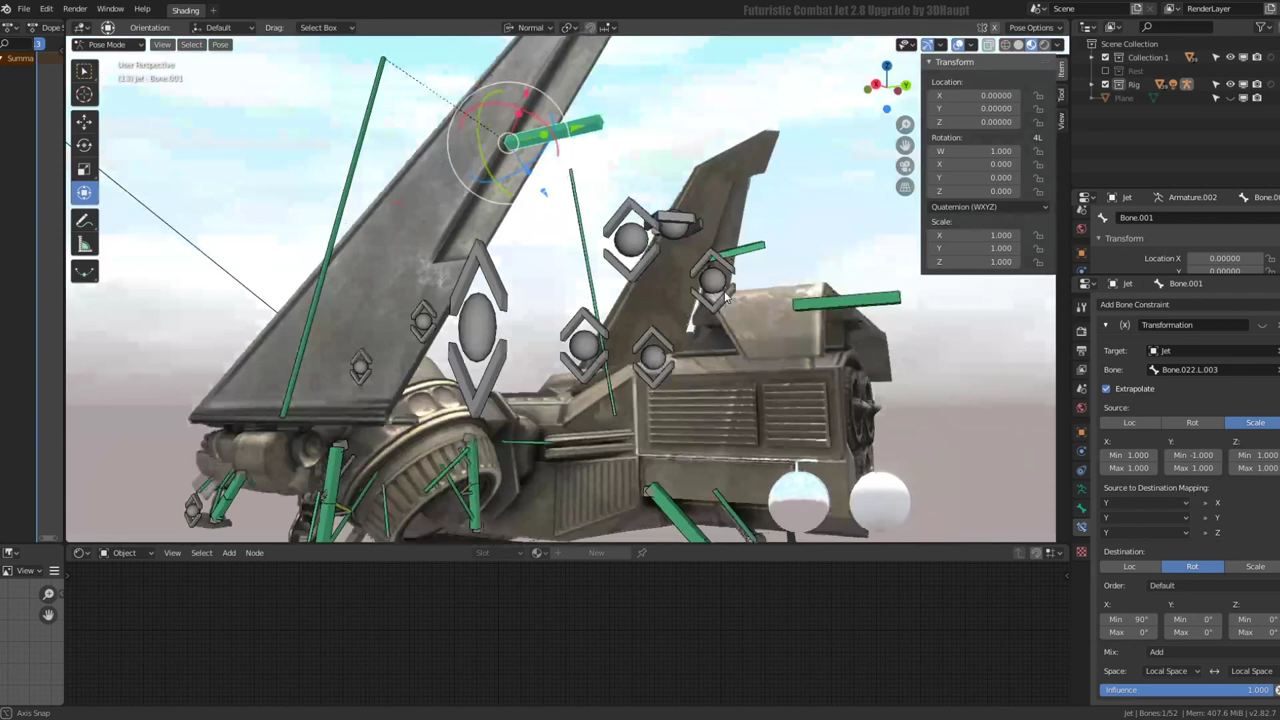 Futuristic Combat Jet 2.8 Upgrade by 3DHaupt
File Edit Render Window Help Shading + Scene RenderLayer
Dope S Orientation: Default Drag: Select Box Normal Pose Options
3 Pose Mode View Select Pose
Summa
User Perspective
(13) jet : Bone.001
Transform
Location:
X 0.00000
Y 0.00000
Z 0.00000
Rotation: 4L
W 1.000
X 0.000
Y 0.000
Z 0.000
Quaternion (WXYZ)
Scale:
X 1.000
Y 1.000
Z 1.000
Item
Tool
View
Z
X
Y
Scene Collection
Collection 1
Rest
Rig
Plane
Jet Armature.002
Bone.001
Transform
Location X 0.00000
Y 0.00000
Jet Bone.001
Add Bone Constraint
Transformation
Target: Jet
Bone: Bone.022.L.003
Extrapolate
Source:
Loc Rot Scale
X: Y: Z:
Min 1.000 Min -1.000 Min 1.000
Max 1.000 Max 1.000 Max 1.000
Source to Destination Mapping:
Y X
Y Y
Y Z
Destination:
Loc Rot Scale
Order: Default
X: Y: Z:
Min 90° Min 0° Min 0°
Max 0° Max 0° Max 0°
Mix: Add
Space: Local Space Local Space
Influence 1.000
Object View Select Add Node Slot New
View
Axis Snap
Jet | Bones:1/52 | Mem: 407.6 MiB | v2.82.7